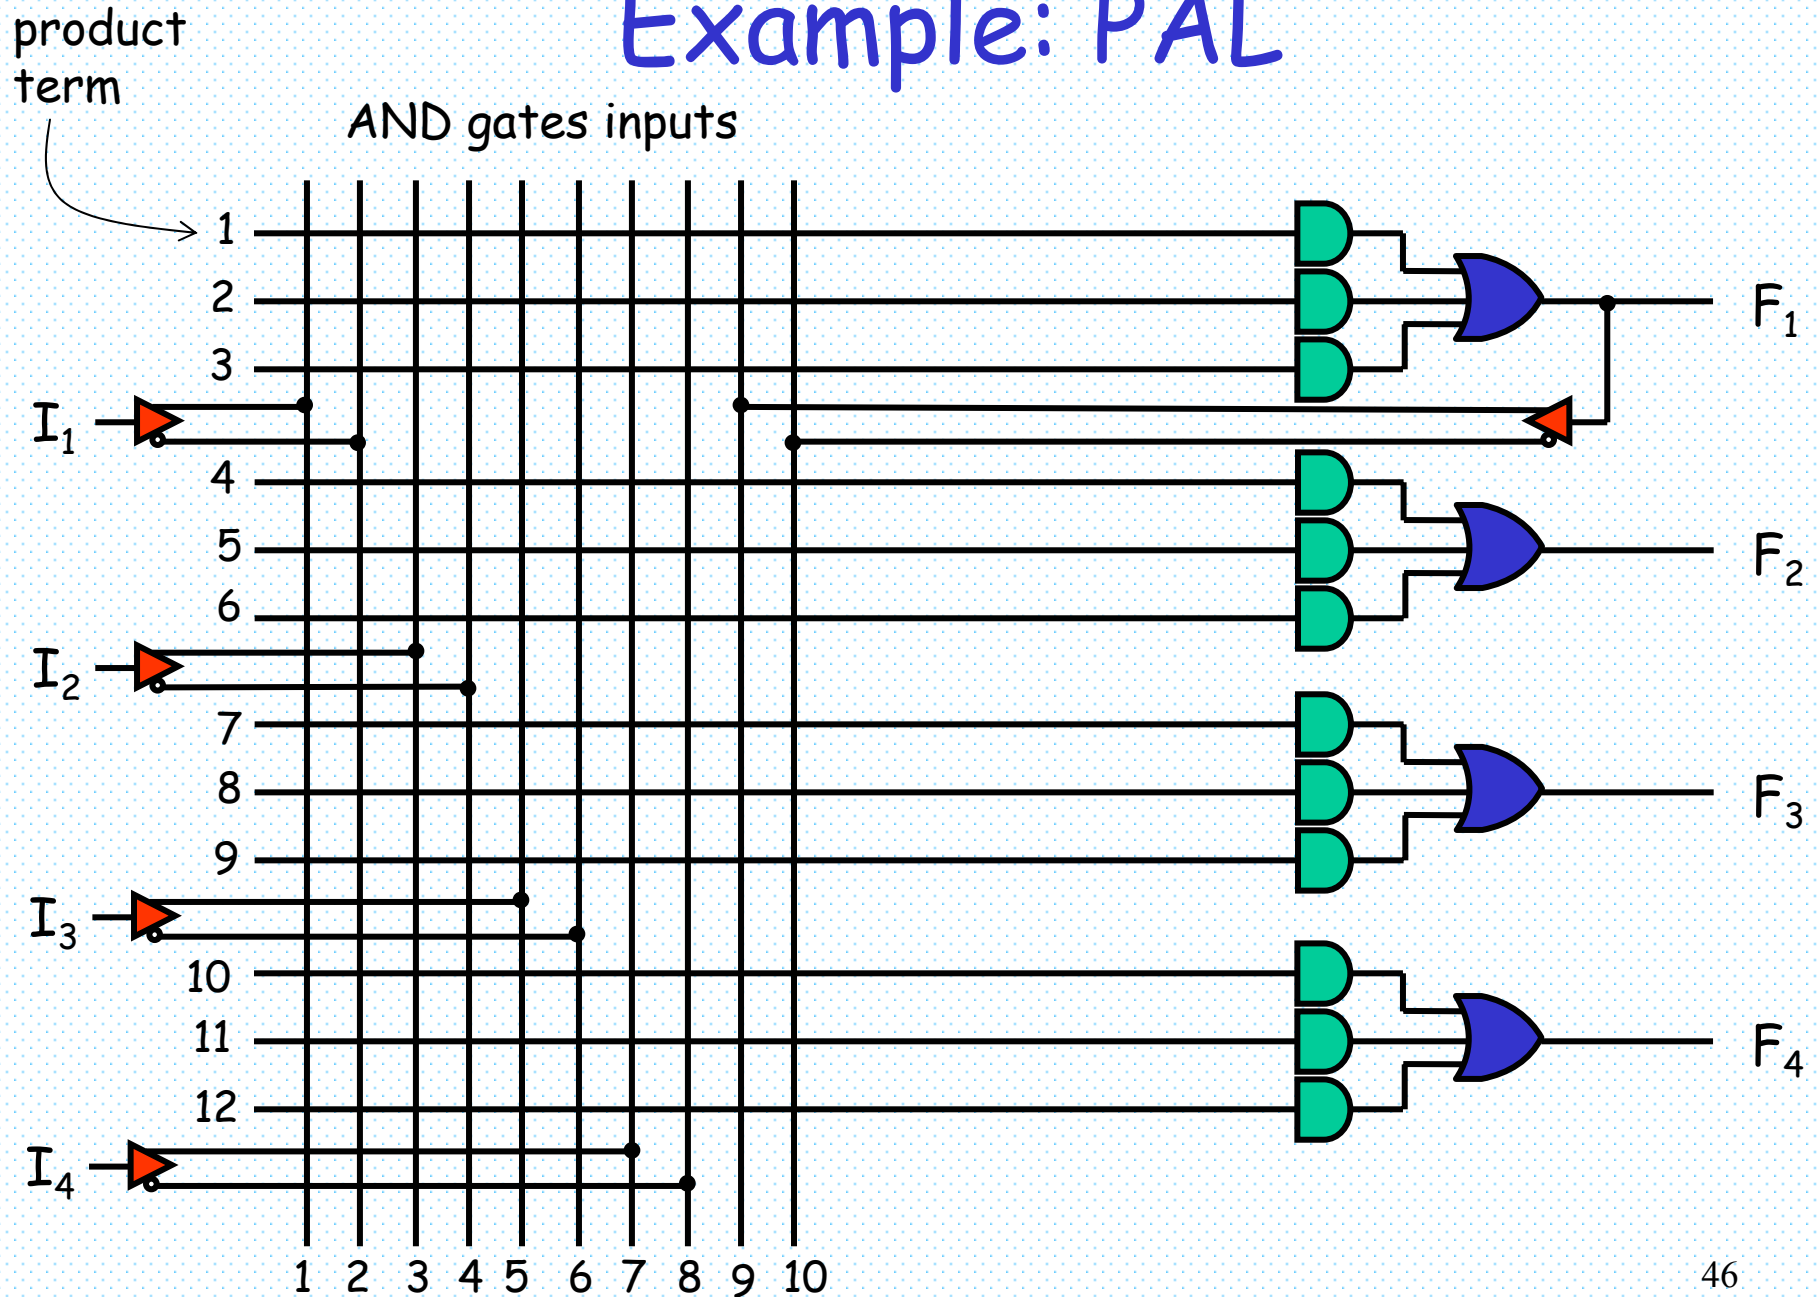 Example: PAL
product
term
AND gates inputs
1
2
F1
3
I1
4
5
F2
6
I2
7
8
F3
9
I3
10
11
F4
12
I4
1 2 3 4 5 6 7 8 9 10
46